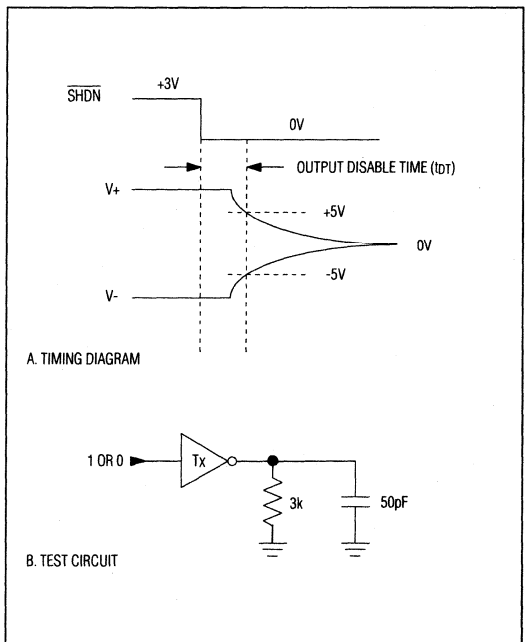 +3V
SHDN
0V
OUTPUT DISABLE TIME (tDT)
V+
+5V
0V
-5V
V-
A. TIMING DIAGRAM
1 OR 0
Tx
3k
50pF
B. TEST CIRCUIT